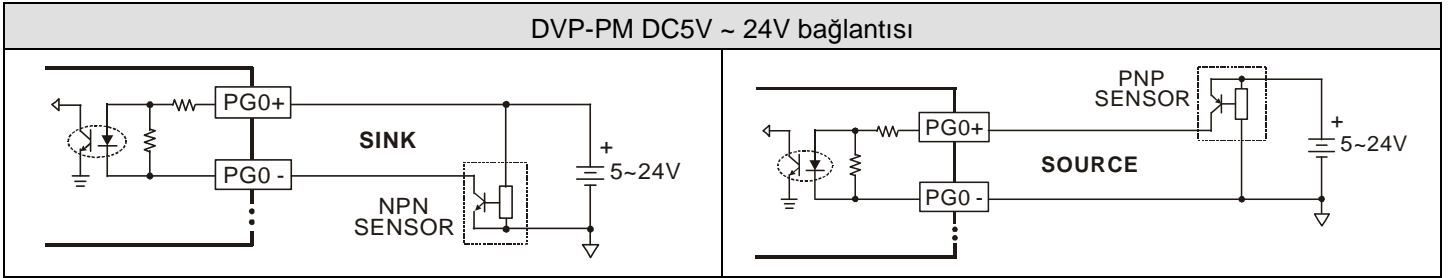 DVP-PM DC5V ~ 24V bağlantısı
PG0+
SINK
+
5~24V
PG0 -
NPN
SENSOR
PNP
SENSOR
PG0+
+
5~24V
SOURCE
PG0 -